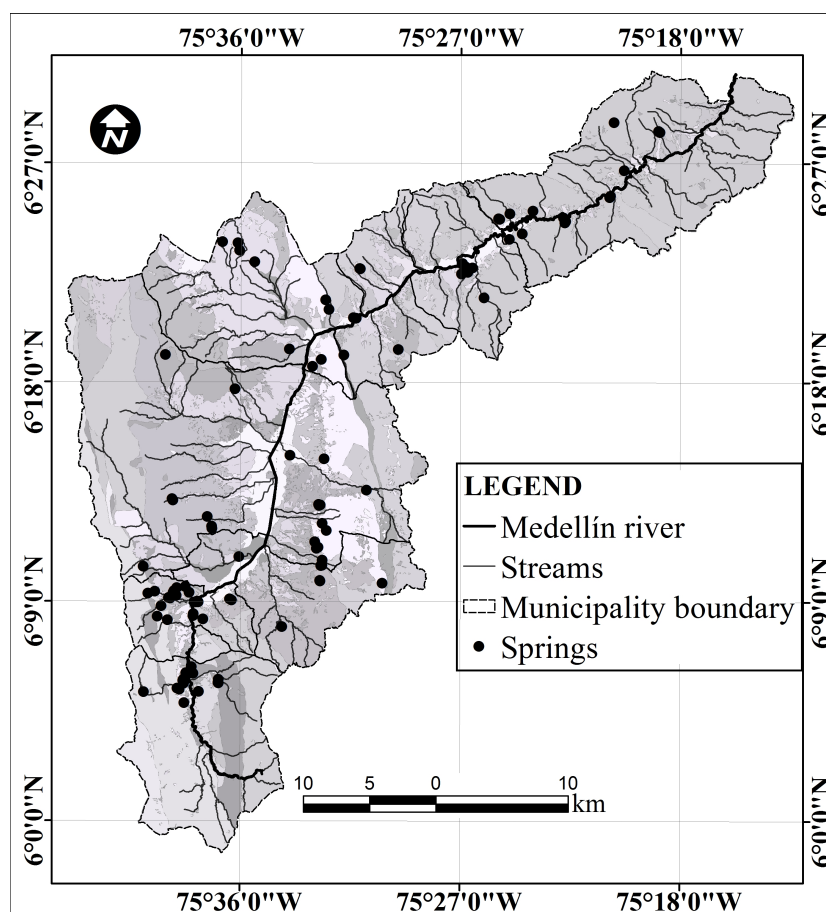 75°36'0"W 75°27'0"W 75°18'0"W
N
6°27'0"N 6°27'0"N
6°18'0"N 6°18'0"N
LEGEND
Medellín river
Streams
Municipality boundary
Springs
6°9'0"N 6°9'0"N
10 5 0 10
km
6°0'0"N 6°0'0"N
75°36'0"W 75°27'0"W 75°18'0"W